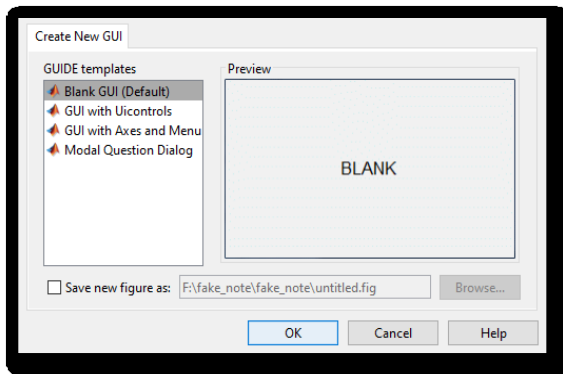 Create New GUI
GUIDE templates
Blank GUI (Default)
GUI with Uicontrols
GUI with Axes and Menu
Modal Question Dialog
Preview
BLANK
Save new figure as: F:\fake_note\fake_note\untitled.fig Browse...
OK Cancel Help